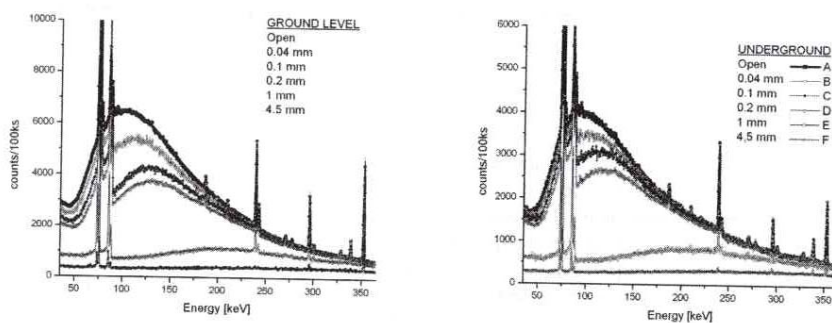 GROUND LEVEL
Open
0.04 mm
0.1 mm
0.2 mm
1 mm
4.5 mm
10000
8000
6000
4000
2000
0
counts/100ks
50 100 150 200 250 300 350
Energy [keV]
UNDERGROUND
Open A
0.04 mm B
0.1 mm C
0.2 mm D
1 mm E
4,5 mm F
6000
5000
4000
3000
2000
1000
0
counts/100ks
50 100 150 200 250 300 350
Energy [keV]